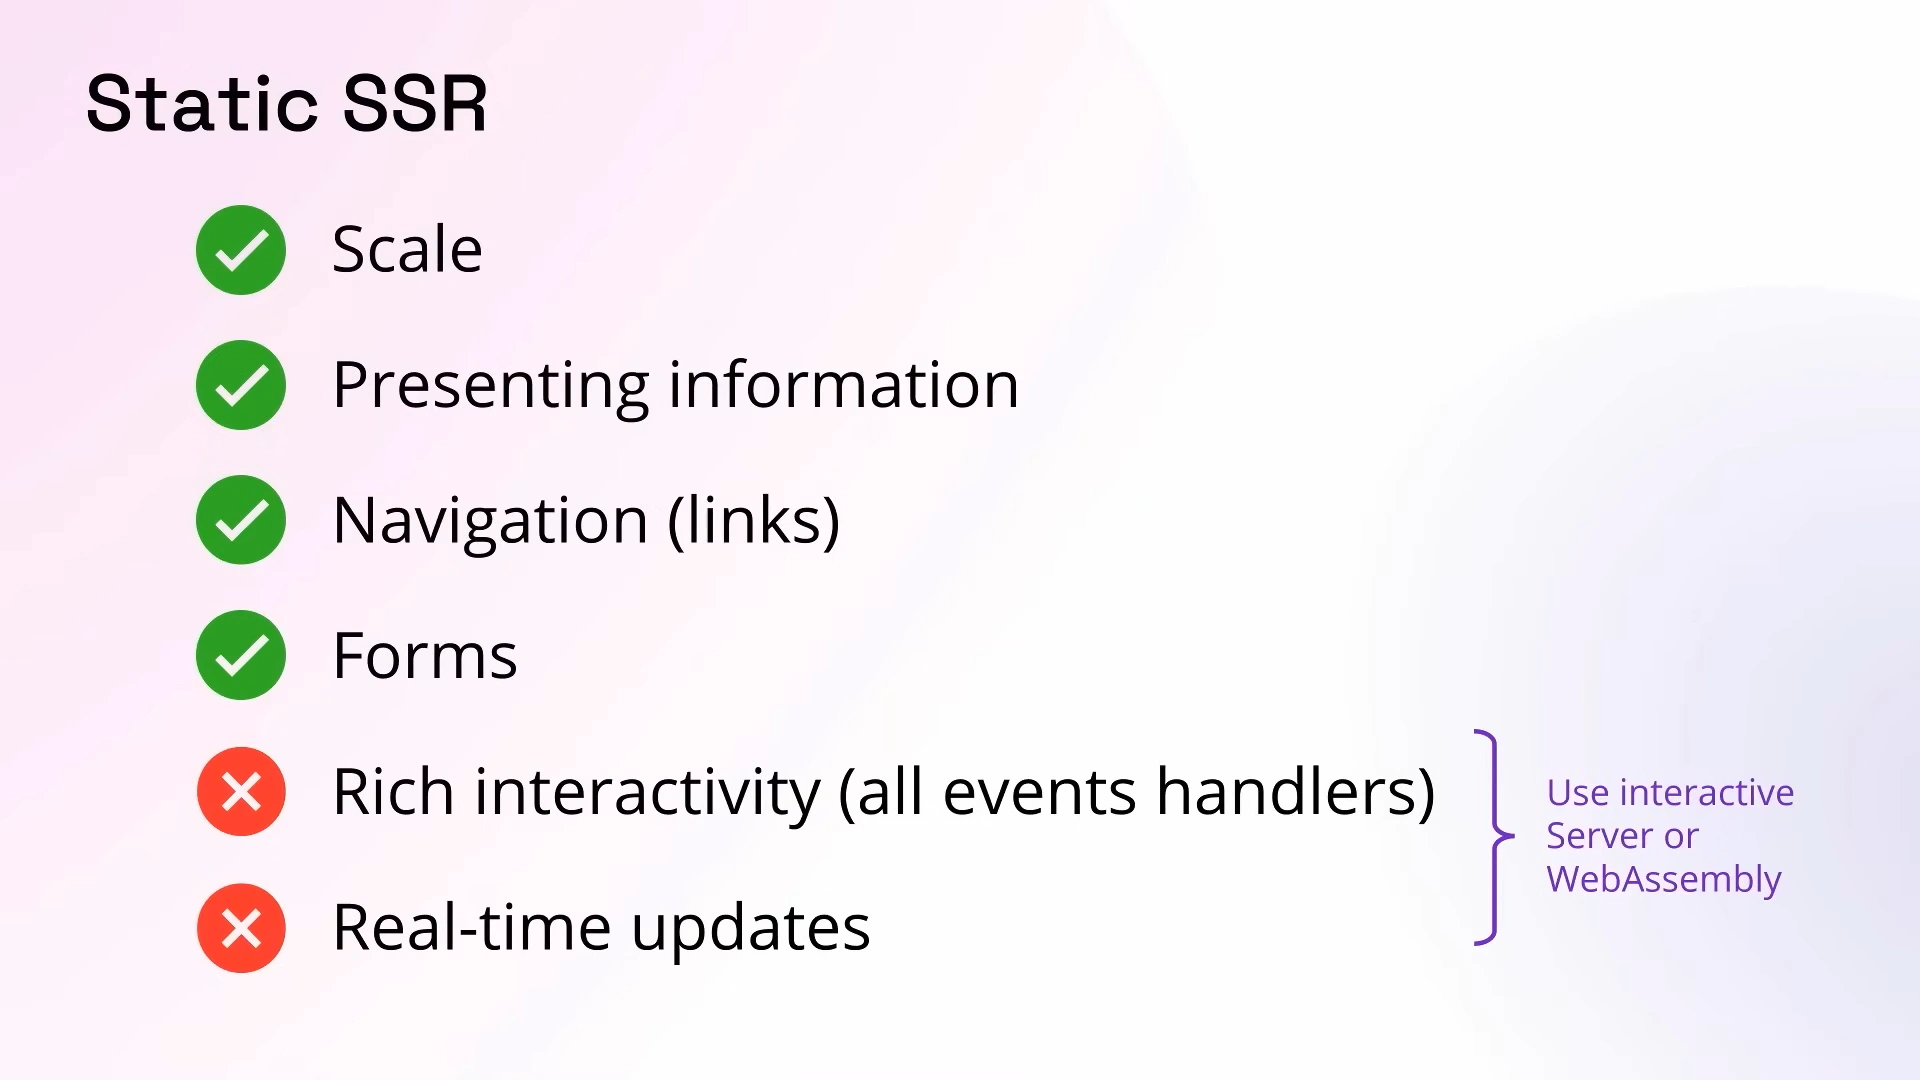 Static SSR
Scale
Presenting information
Navigation (links)
Forms
Rich interactivity (all events handlers)
Real-time updates
Use interactive
Server or
WebAssembly